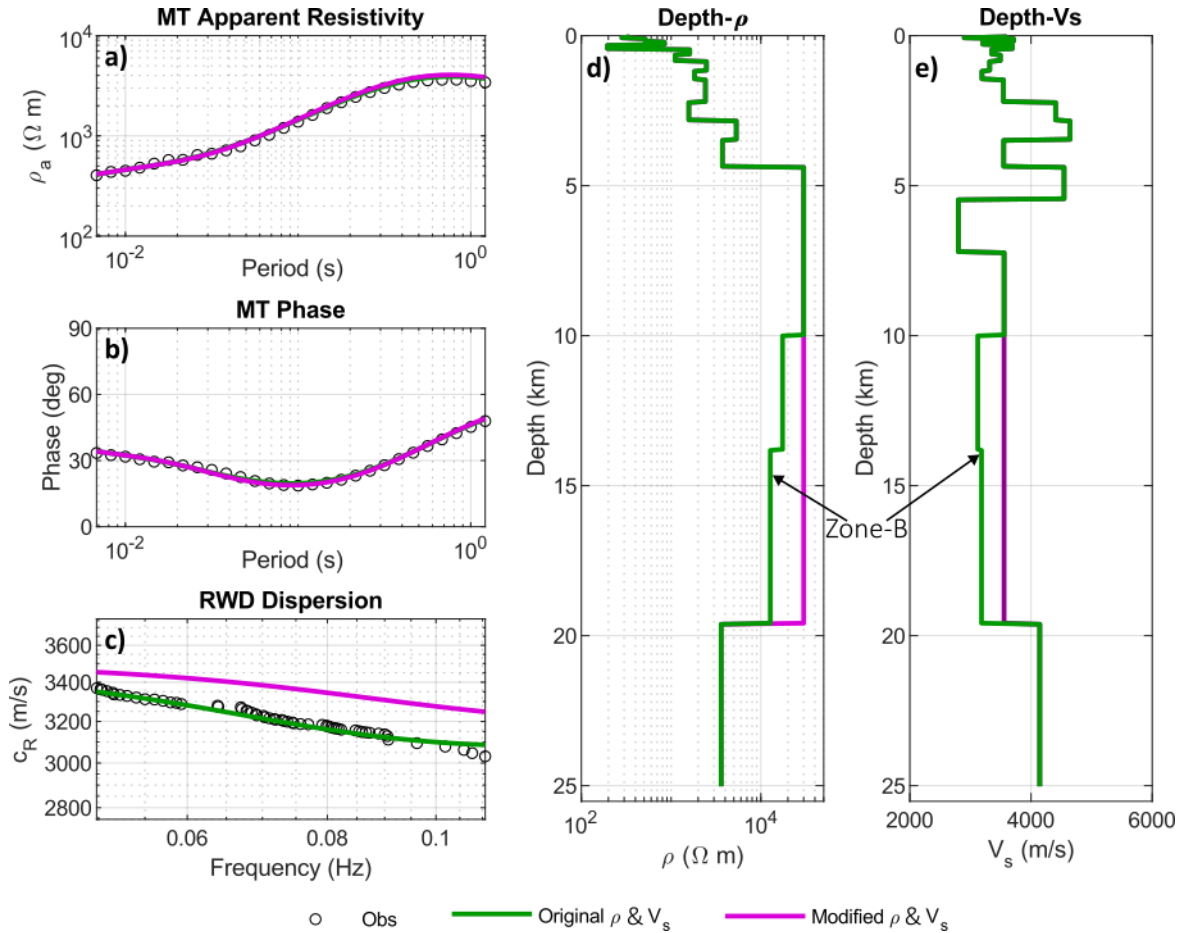 MT Apparent Resistivity
a)
10^4
10^3
10^2
ρ_a (Ω m)
10^-2
10^0
Period (s)
MT Phase
b)
90
60
30
0
Phase (deg)
10^-2
10^0
Period (s)
RWD Dispersion
c)
3600
3400
3200
3000
2800
c_R (m/s)
0.06
0.08
0.1
Frequency (Hz)
Depth-ρ
d)
0
5
10
15
20
25
Depth (km)
10^2
10^4
ρ (Ω m)
Zone-B
Depth-Vs
e)
0
5
10
15
20
25
Depth (km)
2000
4000
6000
V_s (m/s)
Obs
Original ρ & V_s
Modified ρ & V_s